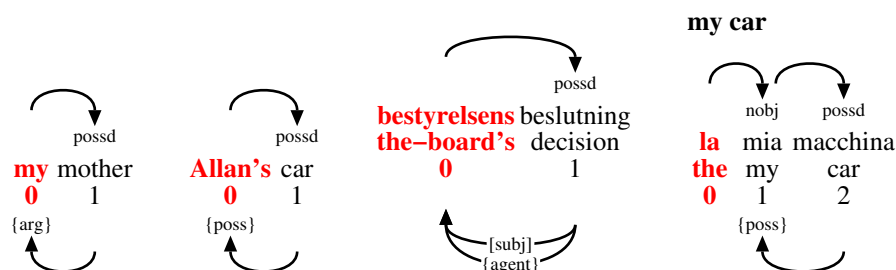 my car
possd
my mother
0 1
{arg}
possd
Allan's car
0 1
{poss}
possd
bestyrelsens beslutning
the–board's decision
0 1
[subj]
{agent}
nobj possd
la mia macchina
the my car
0 1 2
{poss}